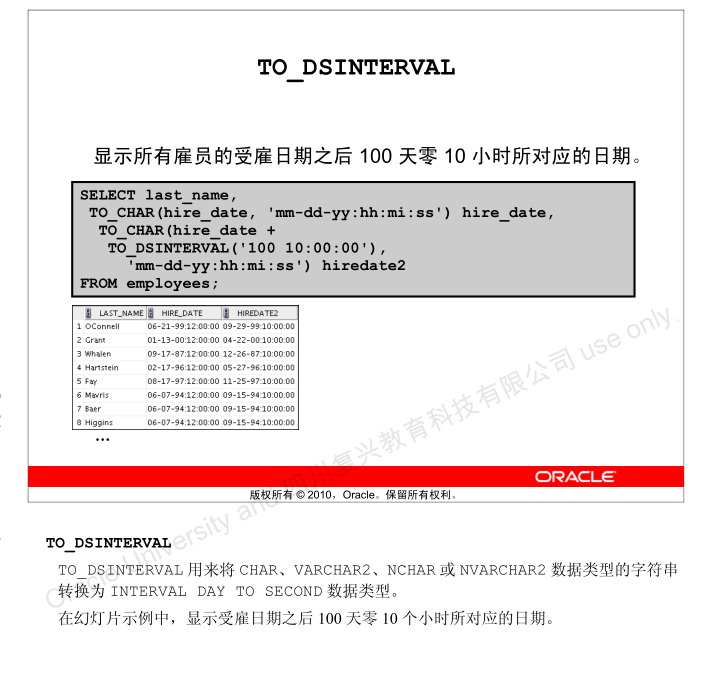 TO_DSINTERVAL
显示所有雇员的受雇日期之后 100 天零 10 小时所对应的日期。
SELECT last_name,
TO_CHAR(hire_date, 'mm-dd-yy:hh:mi:ss') hire_date,
TO_CHAR(hire_date +
TO_DSINTERVAL('100 10:00:00'),
'mm-dd-yy:hh:mi:ss') hiredate2
FROM employees;
LAST_NAME HIRE_DATE HIREDATE2
1 OConnell 06-21-99:12:00:00 09-29-99:10:00:00
2 Grant 01-13-00:12:00:00 04-22-00:10:00:00
3 Whalen 09-17-87:12:00:00 12-26-87:10:00:00
4 Hartstein 02-17-96:12:00:00 05-27-96:10:00:00
5 Fay 08-17-97:12:00:00 11-25-97:10:00:00
6 Mavris 06-07-94:12:00:00 09-15-94:10:00:00
7 Baer 06-07-94:12:00:00 09-15-94:10:00:00
8 Higgins 06-07-94:12:00:00 09-15-94:10:00:00
...
ORACLE
版权所有 © 2010，Oracle。保留所有权利。
Oracle University and 四川复兴教育科技有限公司 use only.
TO_DSINTERVAL
TO_DSINTERVAL 用来将 CHAR、VARCHAR2、NCHAR 或 NVARCHAR2 数据类型的字符串
转换为 INTERVAL DAY TO SECOND 数据类型。
在幻灯片示例中，显示受雇日期之后 100 天零 10 个小时所对应的日期。